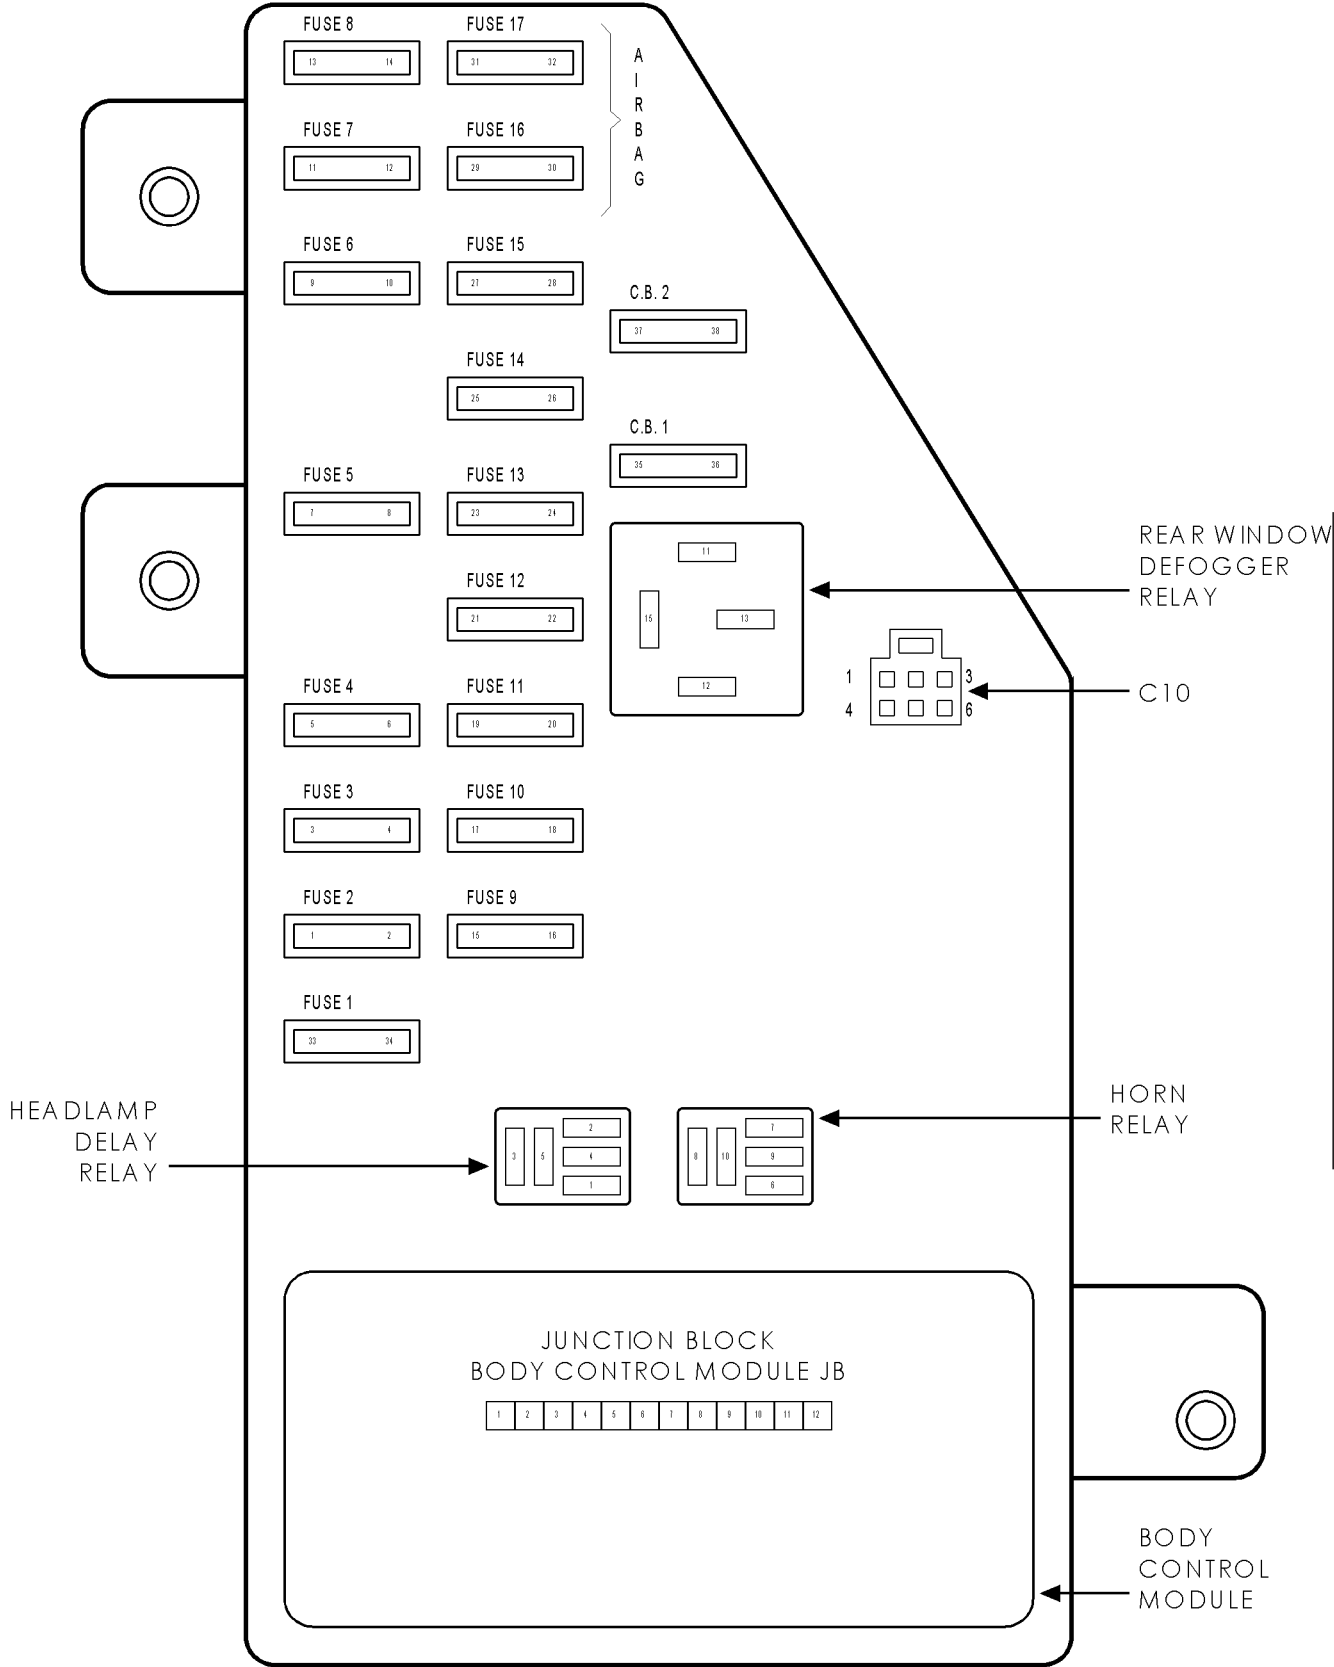 FUSE 8
FUSE 17
13 14
31 32
A
I
R
B
A
G
FUSE 7
FUSE 16
11 12
29 30
FUSE 6
FUSE 15
9 10
27 28
C.B. 2
37 38
FUSE 14
25 26
C.B. 1
35 36
FUSE 5
FUSE 13
7 8
23 24
REAR WINDOW
DEFOGGER
RELAY
11
15
13
12
FUSE 12
21 22
1 3
4 6
C10
FUSE 4
FUSE 11
5 6
19 20
FUSE 3
FUSE 10
3 4
17 18
FUSE 2
FUSE 9
1 2
15 16
FUSE 1
33 34
HEADLAMP
DELAY
RELAY
2
3 5 4
1
7
8 10 9
6
HORN
RELAY
JUNCTION BLOCK
BODY CONTROL MODULE JB
1 2 3 4 5 6 7 8 9 10 11 12
BODY
CONTROL
MODULE